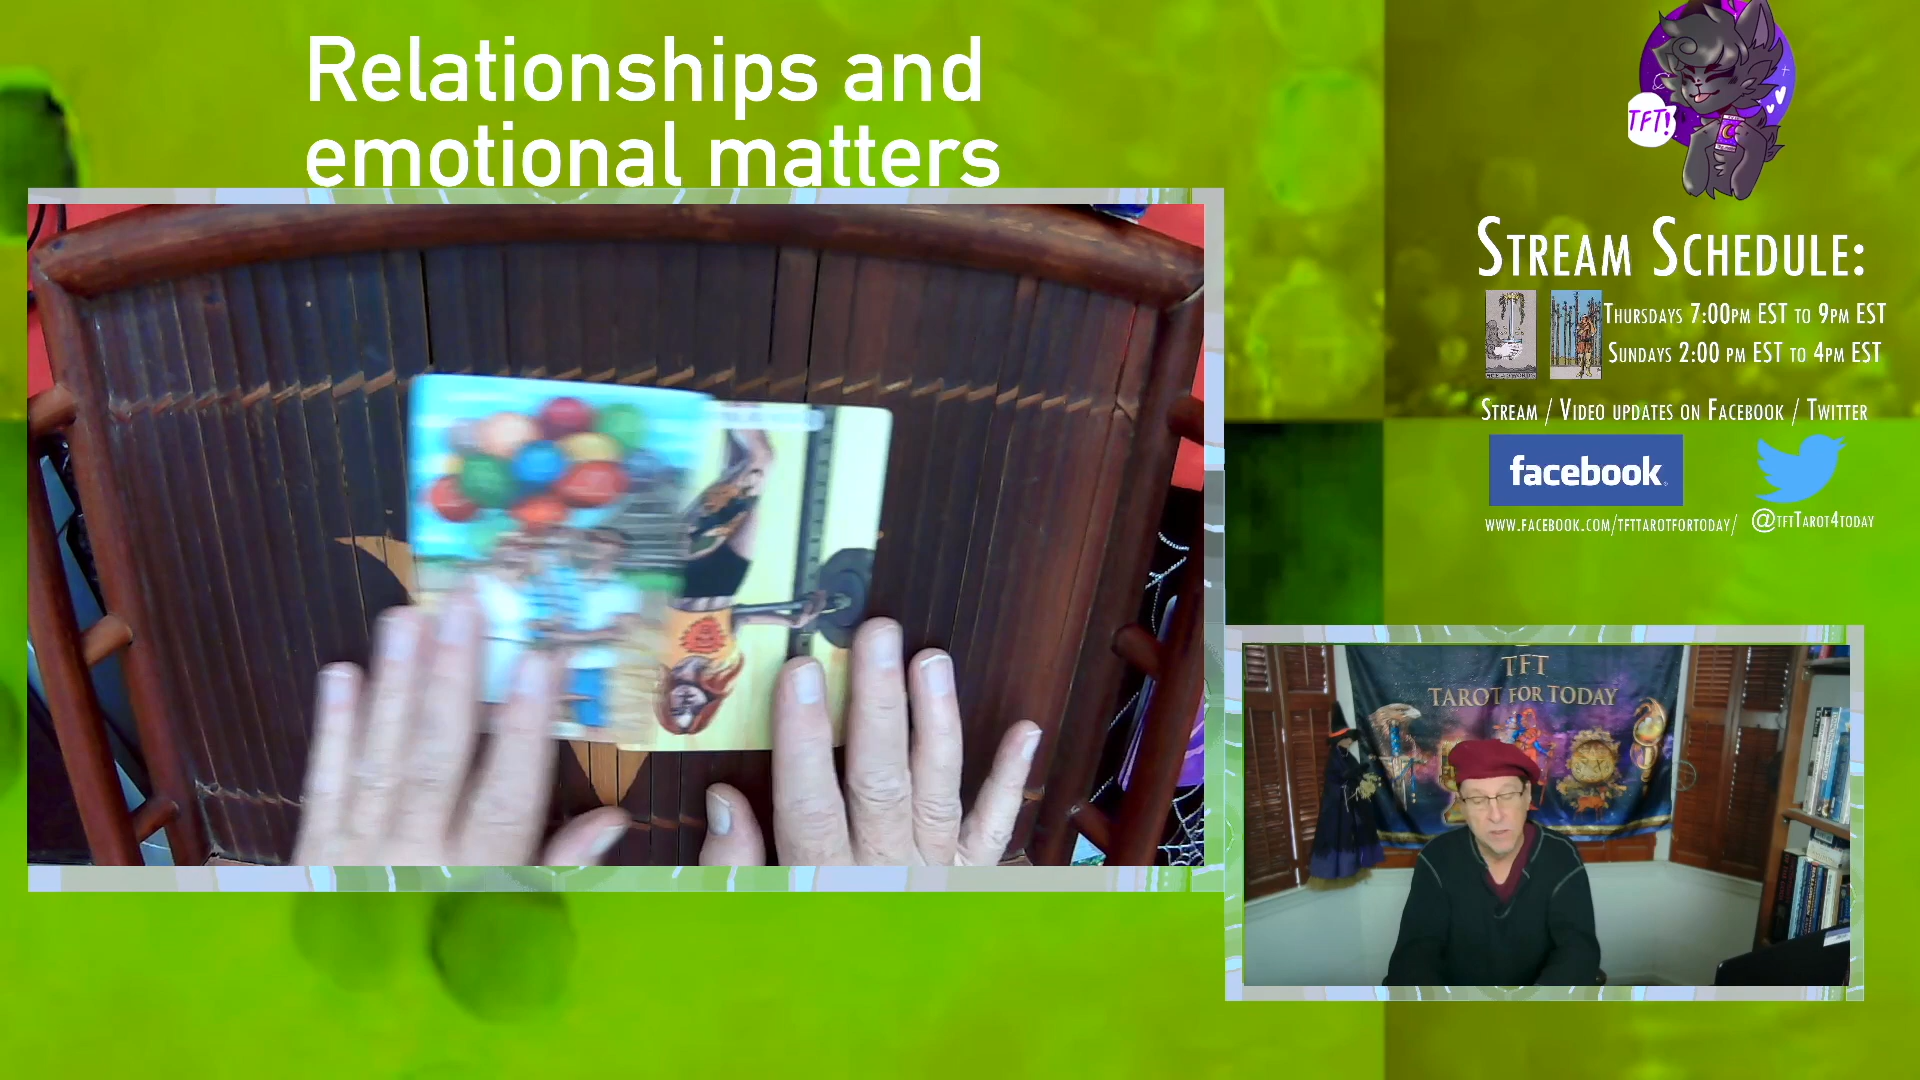 Relationships and
emotional matters
TFT!
STREAM SCHEDULE:
THURSDAYS 7:00PM EST TO 9PM EST
SUNDAYS 2:00 PM EST TO 4PM EST
STREAM / VIDEO UPDATES ON FACEBOOK / TWITTER
facebook
WWW.FACEBOOK.COM/TFTTAROTFORTODAY/
@TFTTAROT4TODAY
TFT
TAROT FOR TODAY